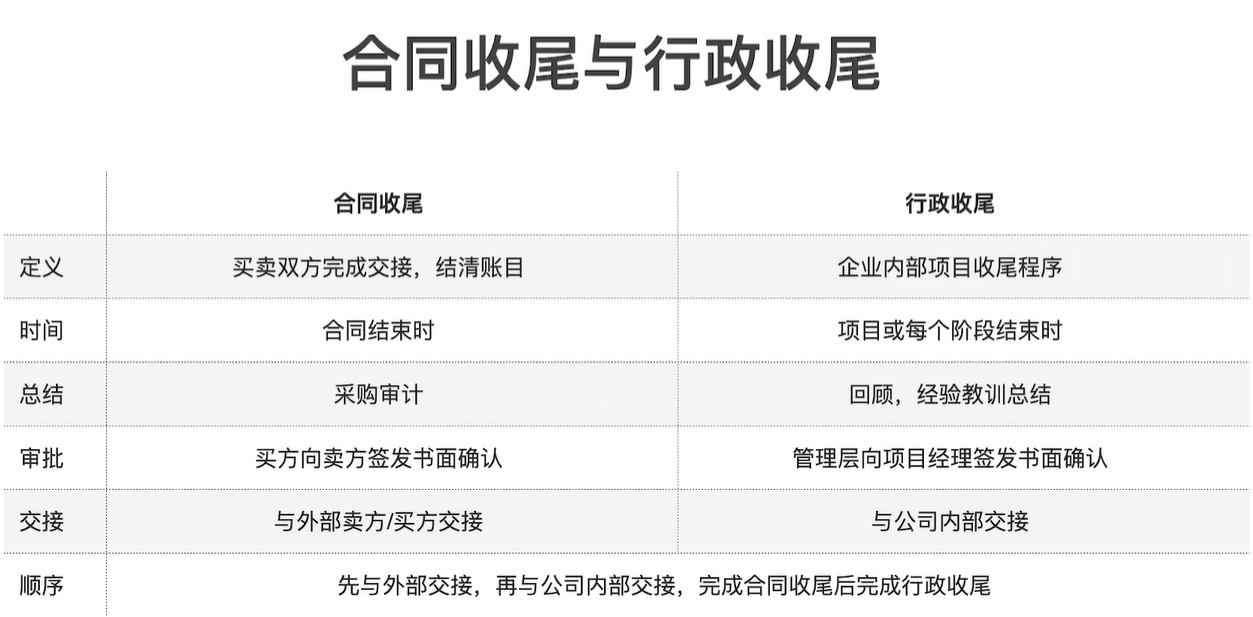 合同收尾与行政收尾
合同收尾 行政收尾
定义 买卖双方完成交接，结清账目 企业内部项目收尾程序
时间 合同结束时 项目或每个阶段结束时
总结 采购审计 回顾，经验教训总结
审批 买方向卖方签发书面确认 管理层向项目经理签发书面确认
交接 与外部卖方/买方交接 与公司内部交接
顺序 先与外部交接，再与公司内部交接，完成合同收尾后完成行政收尾